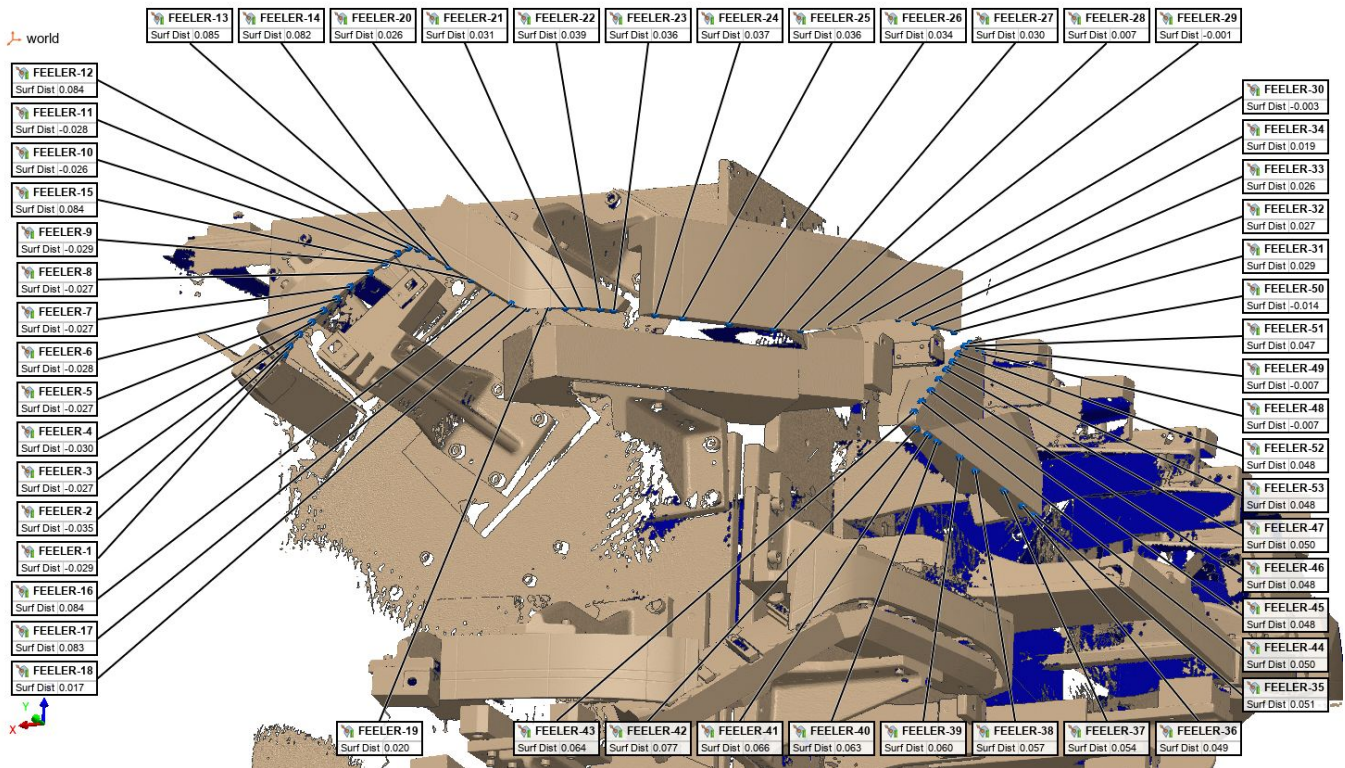 world
FEELER-13
Surf Dist 0.085
FEELER-14
Surf Dist 0.082
FEELER-20
Surf Dist 0.026
FEELER-21
Surf Dist 0.031
FEELER-22
Surf Dist 0.039
FEELER-23
Surf Dist 0.036
FEELER-24
Surf Dist 0.037
FEELER-25
Surf Dist 0.036
FEELER-26
Surf Dist 0.034
FEELER-27
Surf Dist 0.030
FEELER-28
Surf Dist 0.007
FEELER-29
Surf Dist -0.001
FEELER-12
Surf Dist 0.084
FEELER-11
Surf Dist -0.028
FEELER-10
Surf Dist -0.026
FEELER-15
Surf Dist 0.084
FEELER-9
Surf Dist -0.029
FEELER-8
Surf Dist -0.027
FEELER-7
Surf Dist -0.027
FEELER-6
Surf Dist -0.028
FEELER-5
Surf Dist -0.027
FEELER-4
Surf Dist -0.030
FEELER-3
Surf Dist -0.027
FEELER-2
Surf Dist -0.035
FEELER-1
Surf Dist -0.029
FEELER-16
Surf Dist 0.084
FEELER-17
Surf Dist 0.083
FEELER-18
Surf Dist 0.017
FEELER-30
Surf Dist -0.003
FEELER-34
Surf Dist 0.019
FEELER-33
Surf Dist 0.026
FEELER-32
Surf Dist 0.027
FEELER-31
Surf Dist 0.029
FEELER-50
Surf Dist -0.014
FEELER-51
Surf Dist 0.047
FEELER-49
Surf Dist -0.007
FEELER-48
Surf Dist -0.007
FEELER-52
Surf Dist 0.048
FEELER-53
Surf Dist 0.048
FEELER-47
Surf Dist 0.050
FEELER-46
Surf Dist 0.048
FEELER-45
Surf Dist 0.048
FEELER-44
Surf Dist 0.050
FEELER-35
Surf Dist 0.051
FEELER-19
Surf Dist 0.020
FEELER-43
Surf Dist 0.064
FEELER-42
Surf Dist 0.077
FEELER-41
Surf Dist 0.066
FEELER-40
Surf Dist 0.063
FEELER-39
Surf Dist 0.060
FEELER-38
Surf Dist 0.057
FEELER-37
Surf Dist 0.054
FEELER-36
Surf Dist 0.049
Y
X